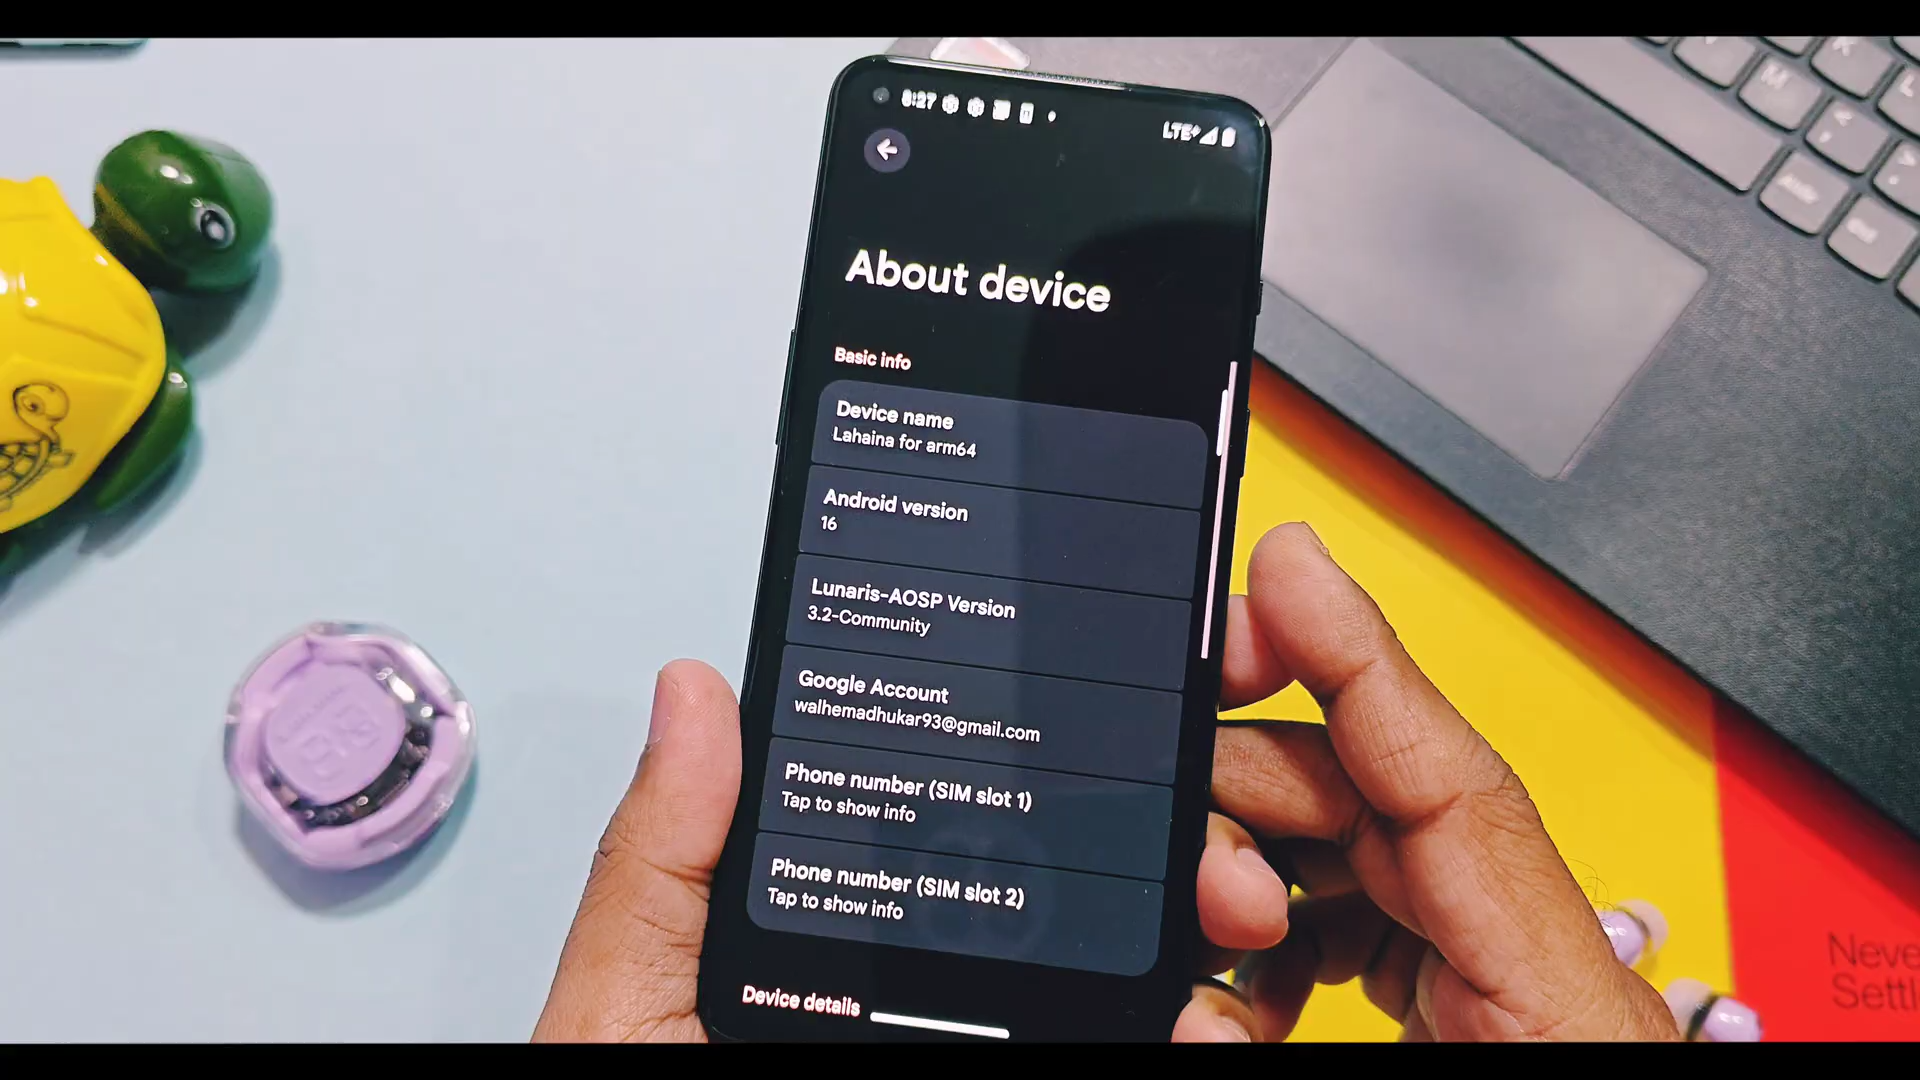 8:27
LTE+
About device
Basic info
Device name
Lahaina for arm64
Android version
16
Lunaris-AOSP Version
3.2-Community
Google Account
walhemadhukar93@gmail.com
Phone number (SIM slot 1)
Tap to show info
Phone number (SIM slot 2)
Tap to show info
Device details
Neve
Settl
M
K
L